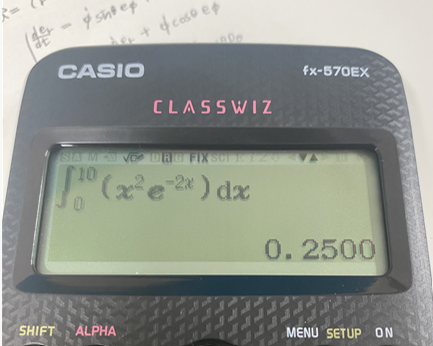 CASIO fx-570EX
CLASSWIZ
√▫ R FIX ▼▲
∫₀¹⁰ (x²e⁻²ˣ)dx
0.2500
SHIFT ALPHA MENU SETUP ON